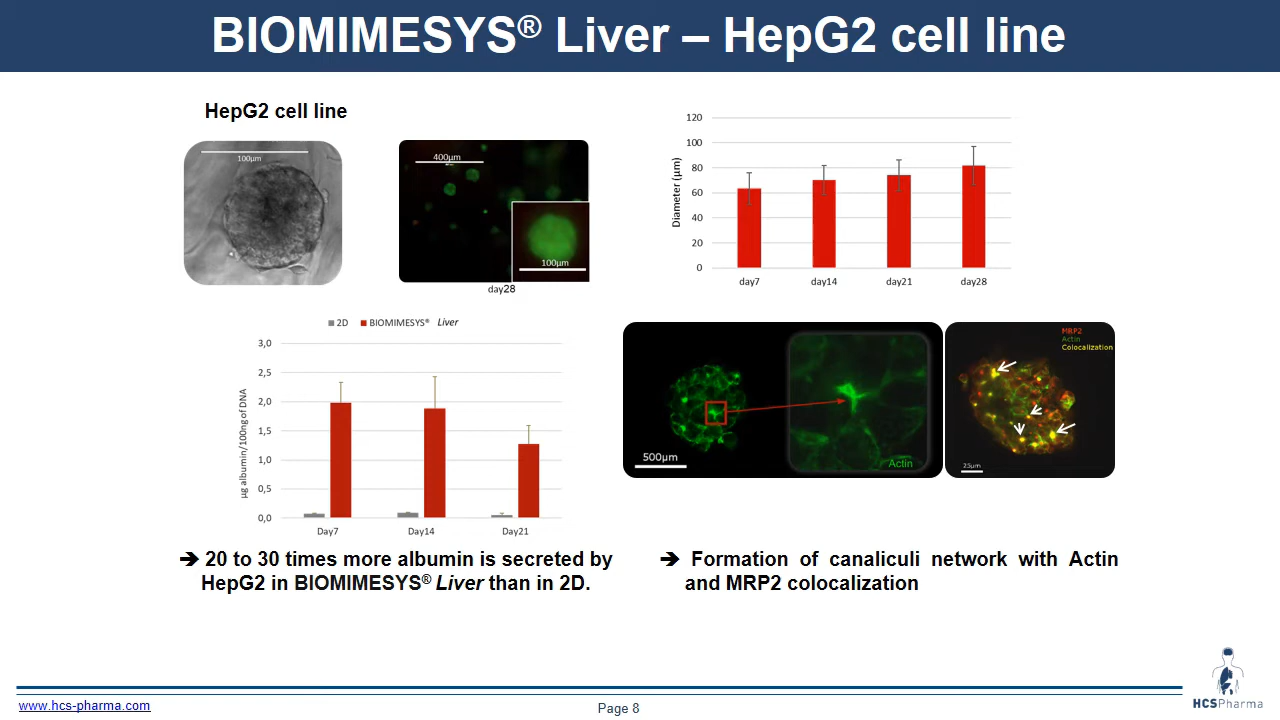 BIOMIMESYS® Liver – HepG2 cell line
HepG2 cell line
100µm
400µm
100µm
day28
Diameter (µm)
120
100
80
60
40
20
0
day7 day14 day21 day28
2D BIOMIMESYS® Liver
µg albumin/100ng of DNA
3,0
2,5
2,0
1,5
1,0
0,5
0,0
Day7 Day14 Day21
500µm
Actin
MRP2
Actin
Colocalization
25µm
➔ 20 to 30 times more albumin is secreted by
HepG2 in BIOMIMESYS® Liver than in 2D.
➔ Formation of canaliculi network with Actin
and MRP2 colocalization
www.hcs-pharma.com
Page 8
HCSPharma